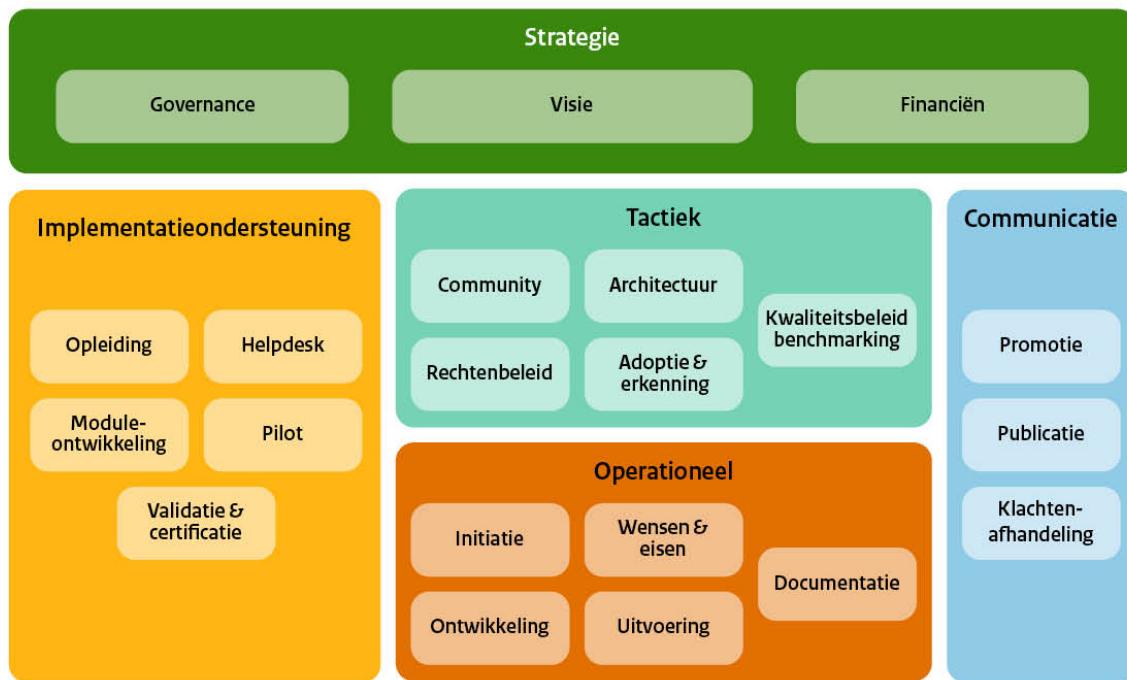 Strategie
Governance
Visie
Financiën
Implementatieondersteuning
Opleiding
Helpdesk
Module-
ontwikkeling
Pilot
Validatie &
certificatie
Tactiek
Community
Architectuur
Kwaliteitsbeleid
benchmarking
Rechtenbeleid
Adoptie &
erkenning
Operationeel
Initiatie
Wensen &
eisen
Documentatie
Ontwikkeling
Uitvoering
Communicatie
Promotie
Publicatie
Klachten-
afhandeling